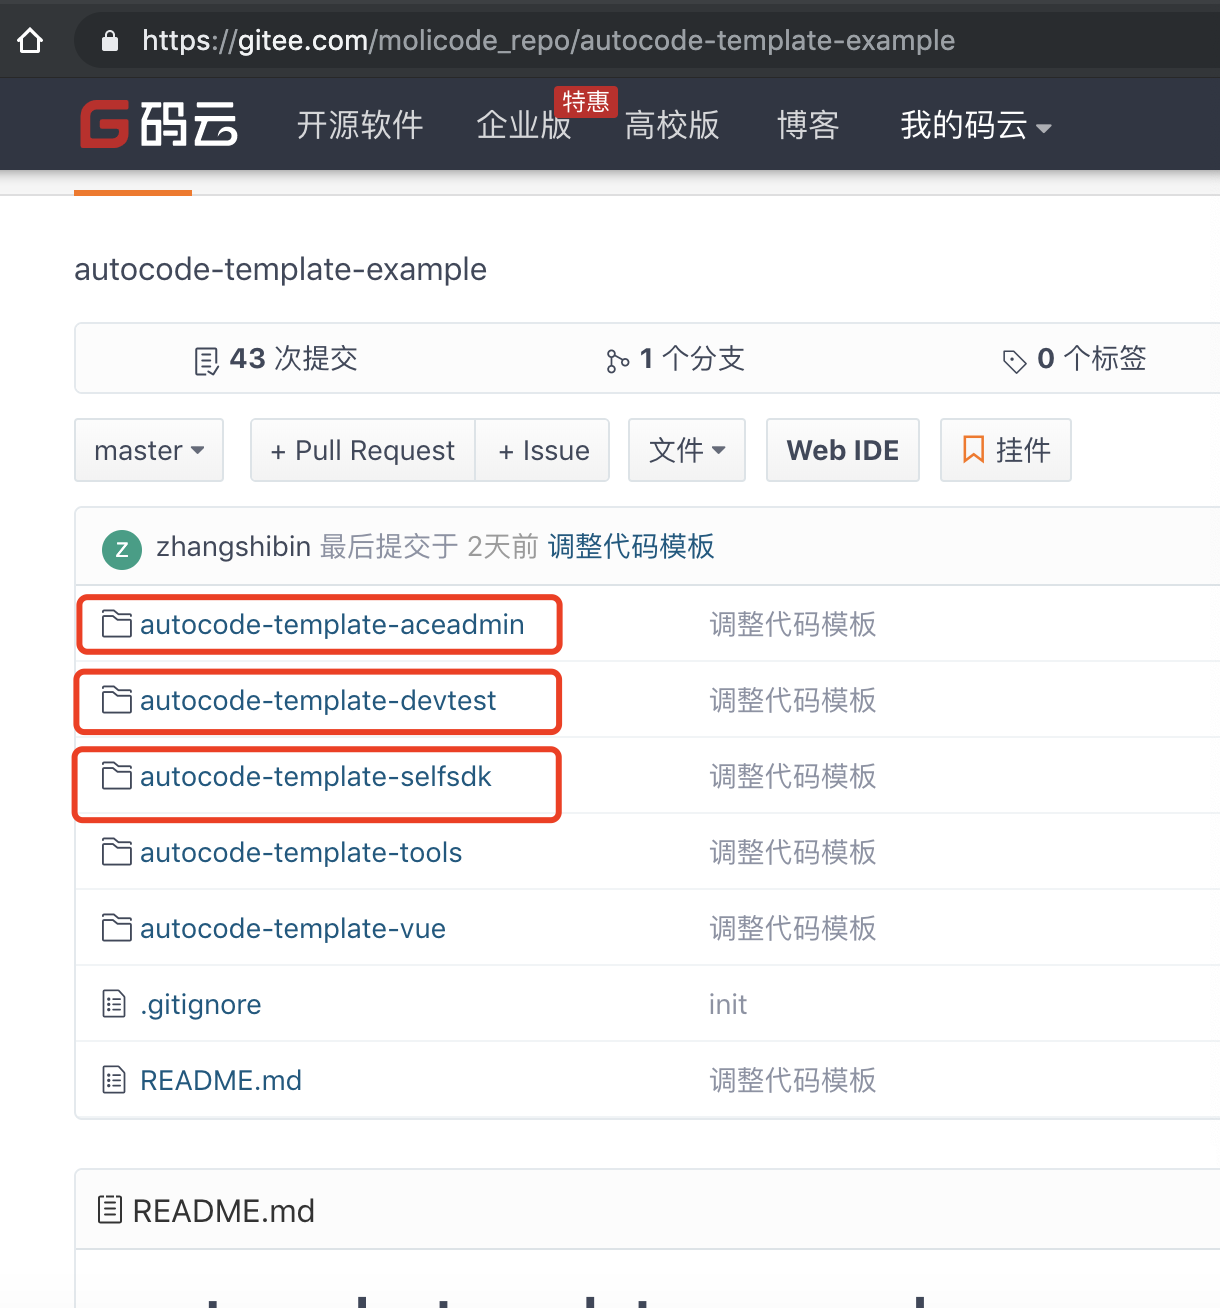 https://gitee.com/molicode_repo/autocode-template-example
G码云 开源软件 企业版 特惠 高校版 博客 我的码云
autocode-template-example
43 次提交 1 个分支 0 个标签
master + Pull Request + Issue 文件 Web IDE 挂件
Z zhangshibin 最后提交于 2天前 调整代码模板
autocode-template-aceadmin 调整代码模板
autocode-template-devtest 调整代码模板
autocode-template-selfsdk 调整代码模板
autocode-template-tools 调整代码模板
autocode-template-vue 调整代码模板
.gitignore init
README.md 调整代码模板
README.md